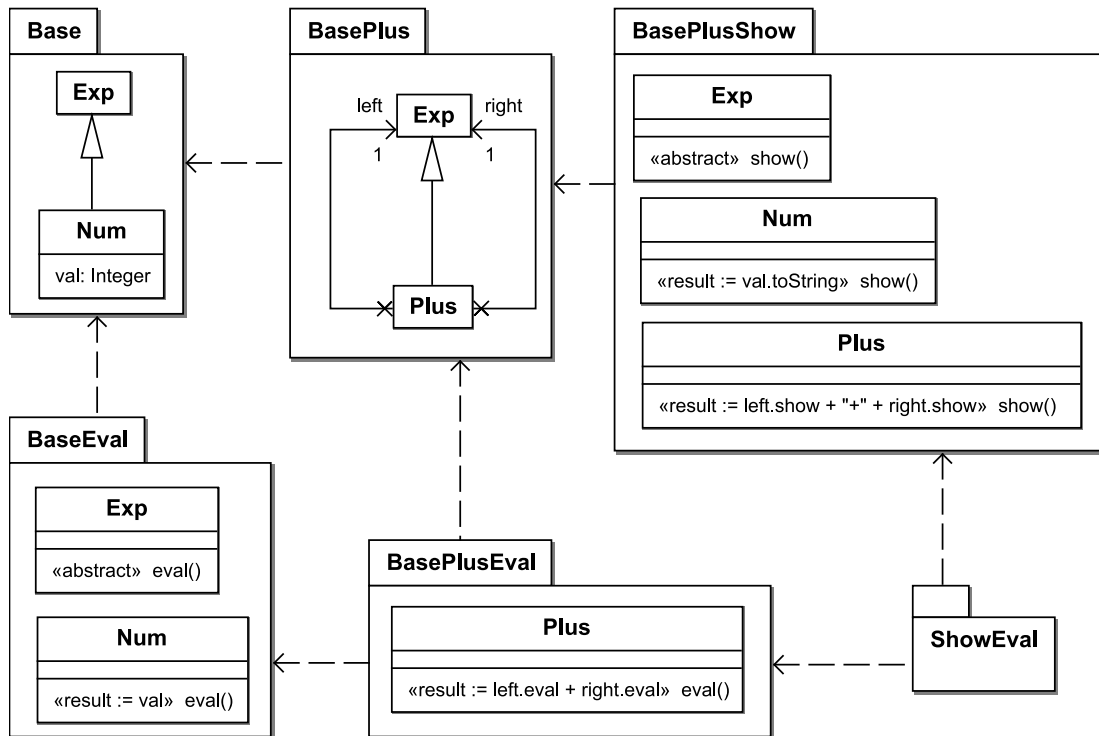 Base
Exp
Num
val: Integer
BasePlus
left
right
Exp
1
1
Plus
BasePlusShow
Exp
«abstract» show()
Num
«result := val.toString» show()
Plus
«result := left.show + "+" + right.show» show()
BaseEval
Exp
«abstract» eval()
Num
«result := val» eval()
BasePlusEval
Plus
«result := left.eval + right.eval» eval()
ShowEval